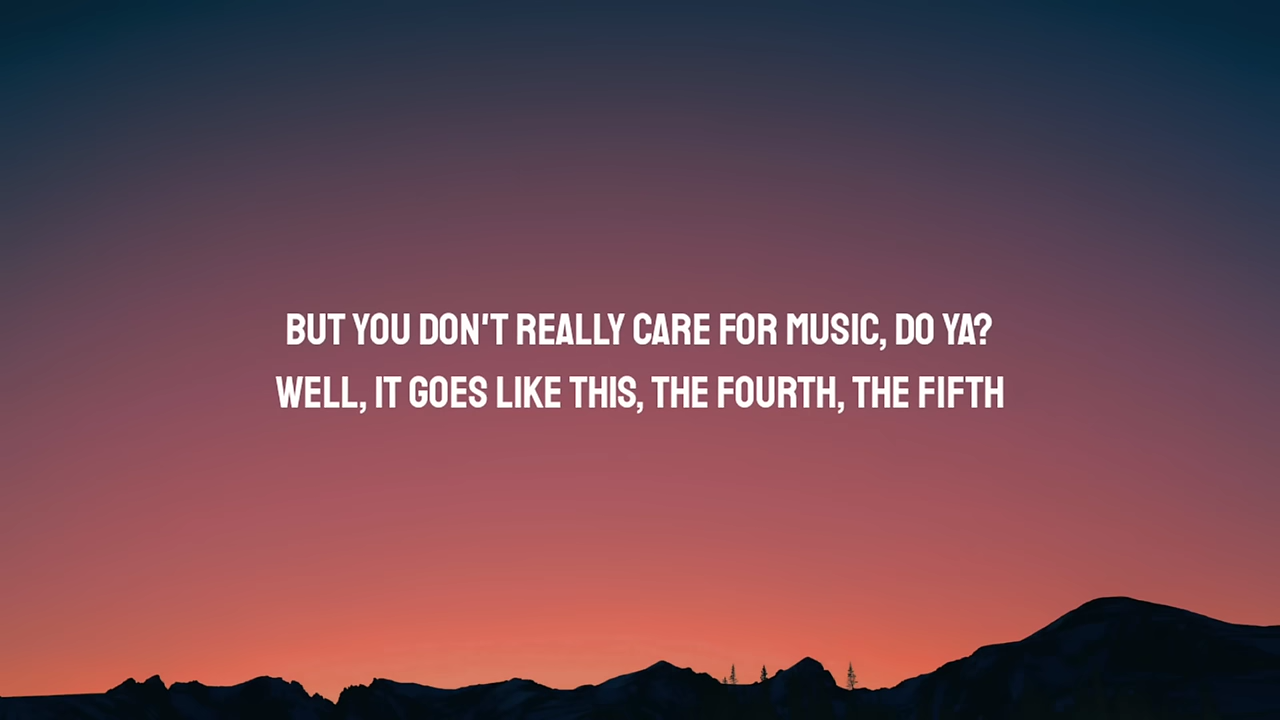 BUT YOU DON'T REALLY CARE FOR MUSIC, DO YA?
WELL, IT GOES LIKE THIS, THE FOURTH, THE FIFTH